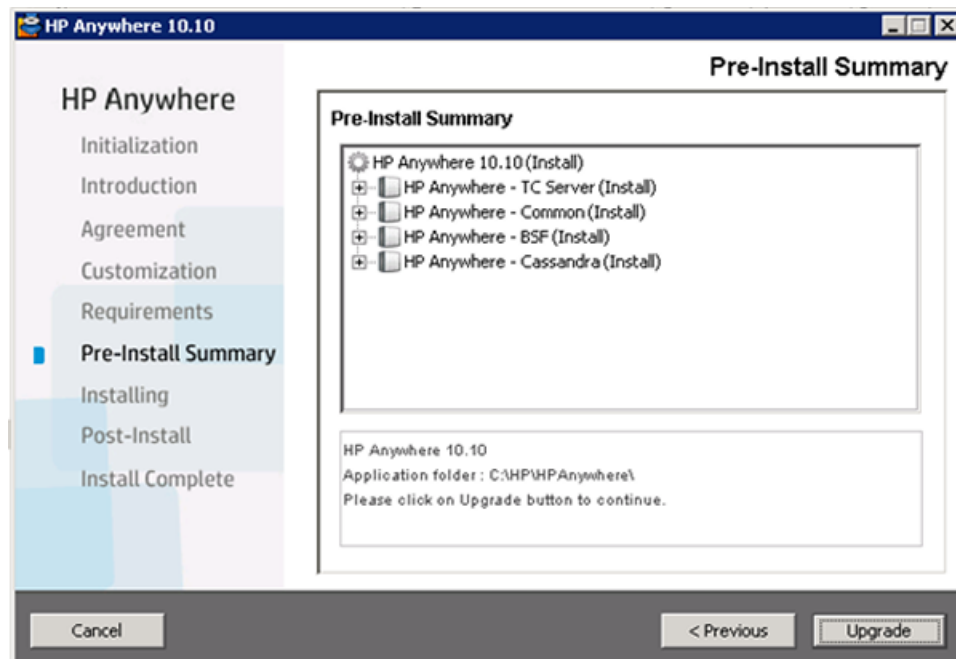 HP Anywhere 10.10
Pre-Install Summary
HP Anywhere
Initialization
Introduction
Agreement
Customization
Requirements
Pre-Install Summary
Installing
Post-Install
Install Complete
Pre-Install Summary
HP Anywhere 10.10 (Install)
HP Anywhere - TC Server (Install)
HP Anywhere - Common (Install)
HP Anywhere - BSF (Install)
HP Anywhere - Cassandra (Install)
HP Anywhere 10.10
Application folder : C:\HP\HPAnywhere\
Please click on Upgrade button to continue.
Cancel
< Previous
Upgrade